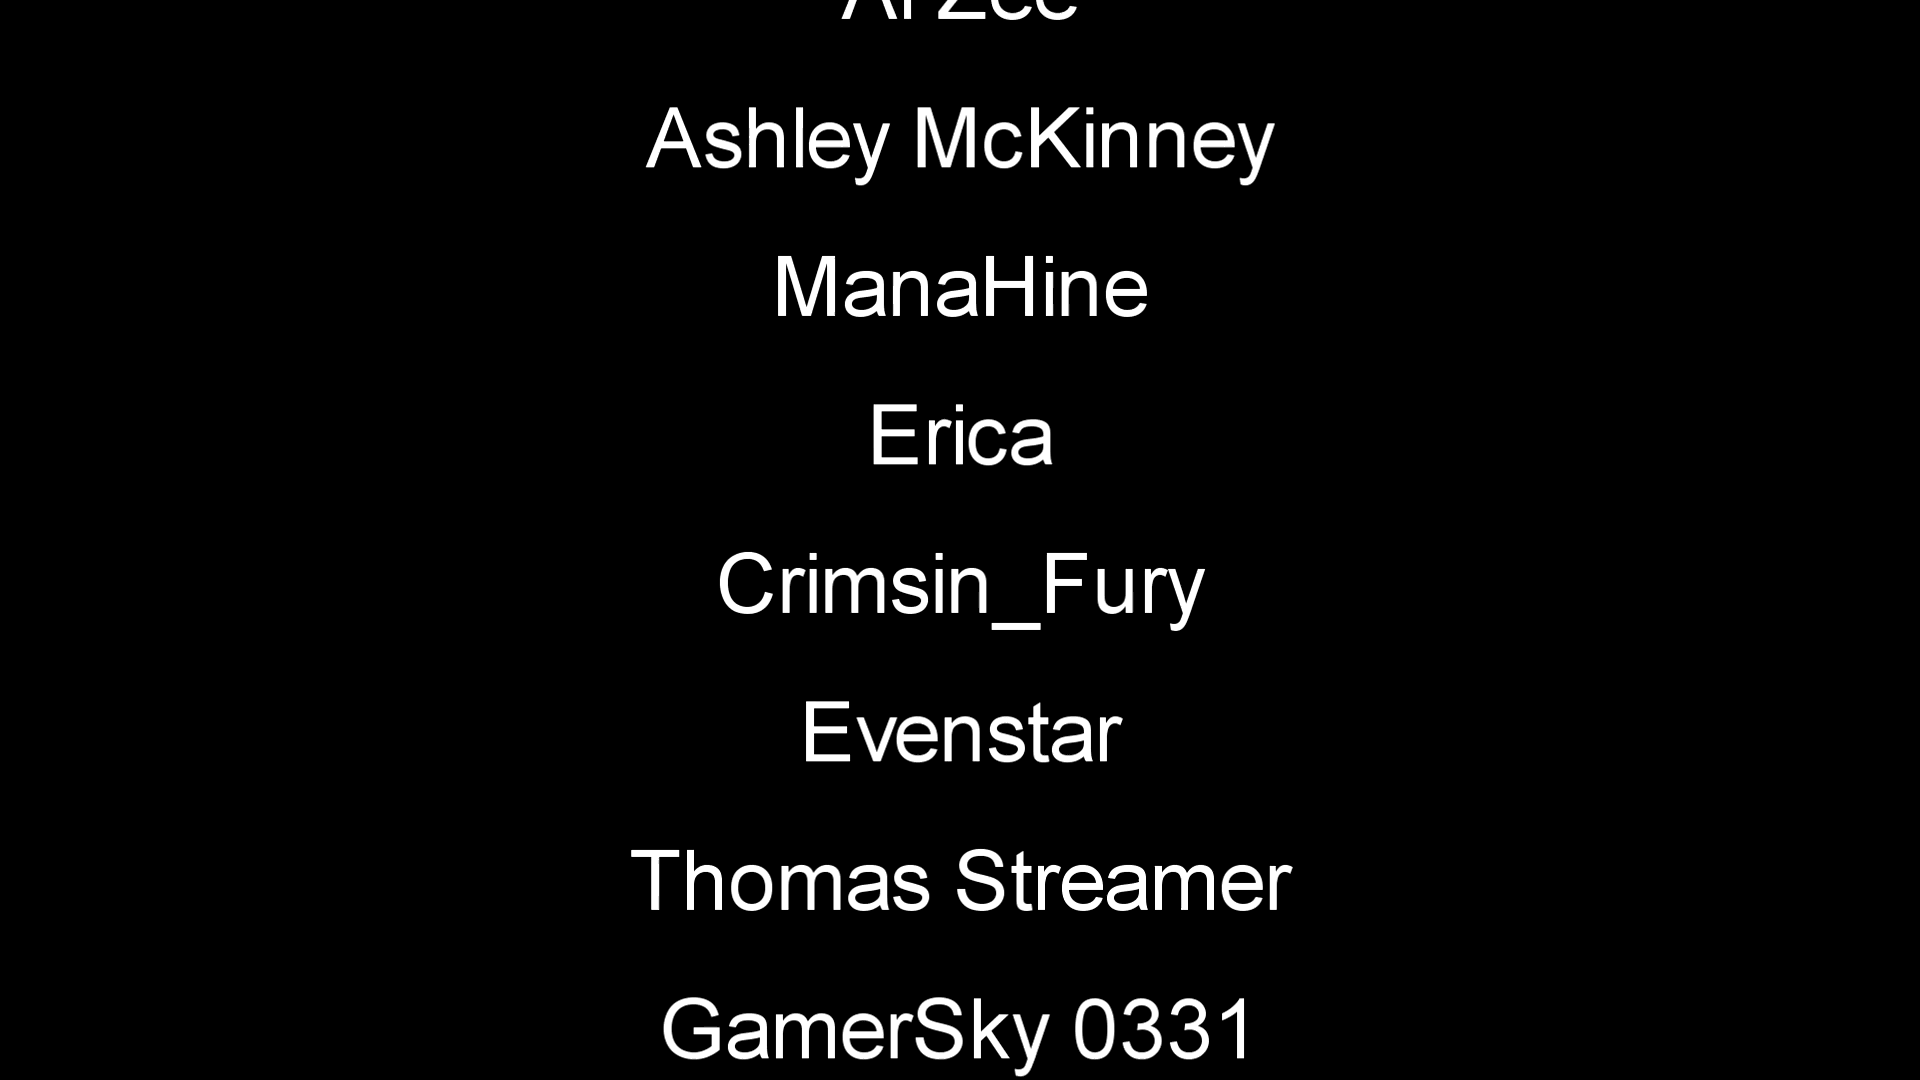 Ashley McKinney
ManaHine
Erica
Crimsin_Fury
Evenstar
Thomas Streamer
GamerSky 0331